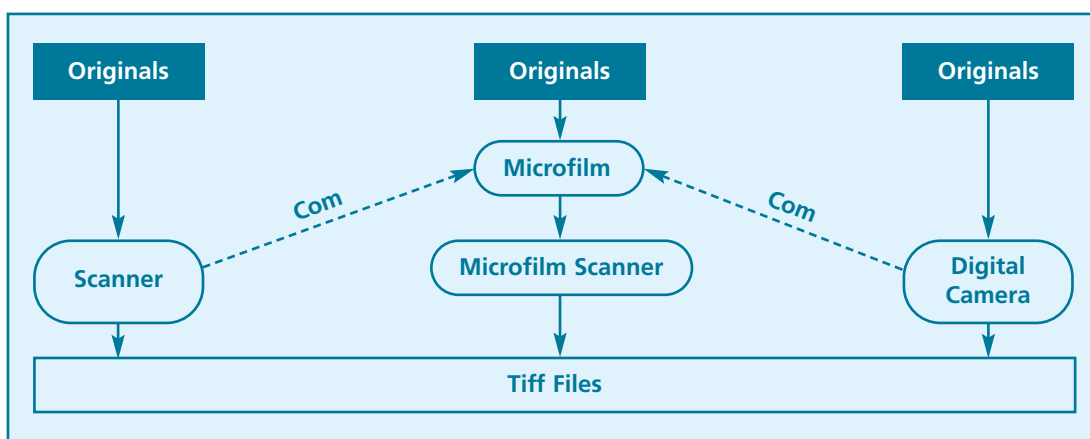 Originals
Originals
Originals
Microfilm
Com
Com
Scanner
Microfilm Scanner
Digital
Camera
Tiff Files